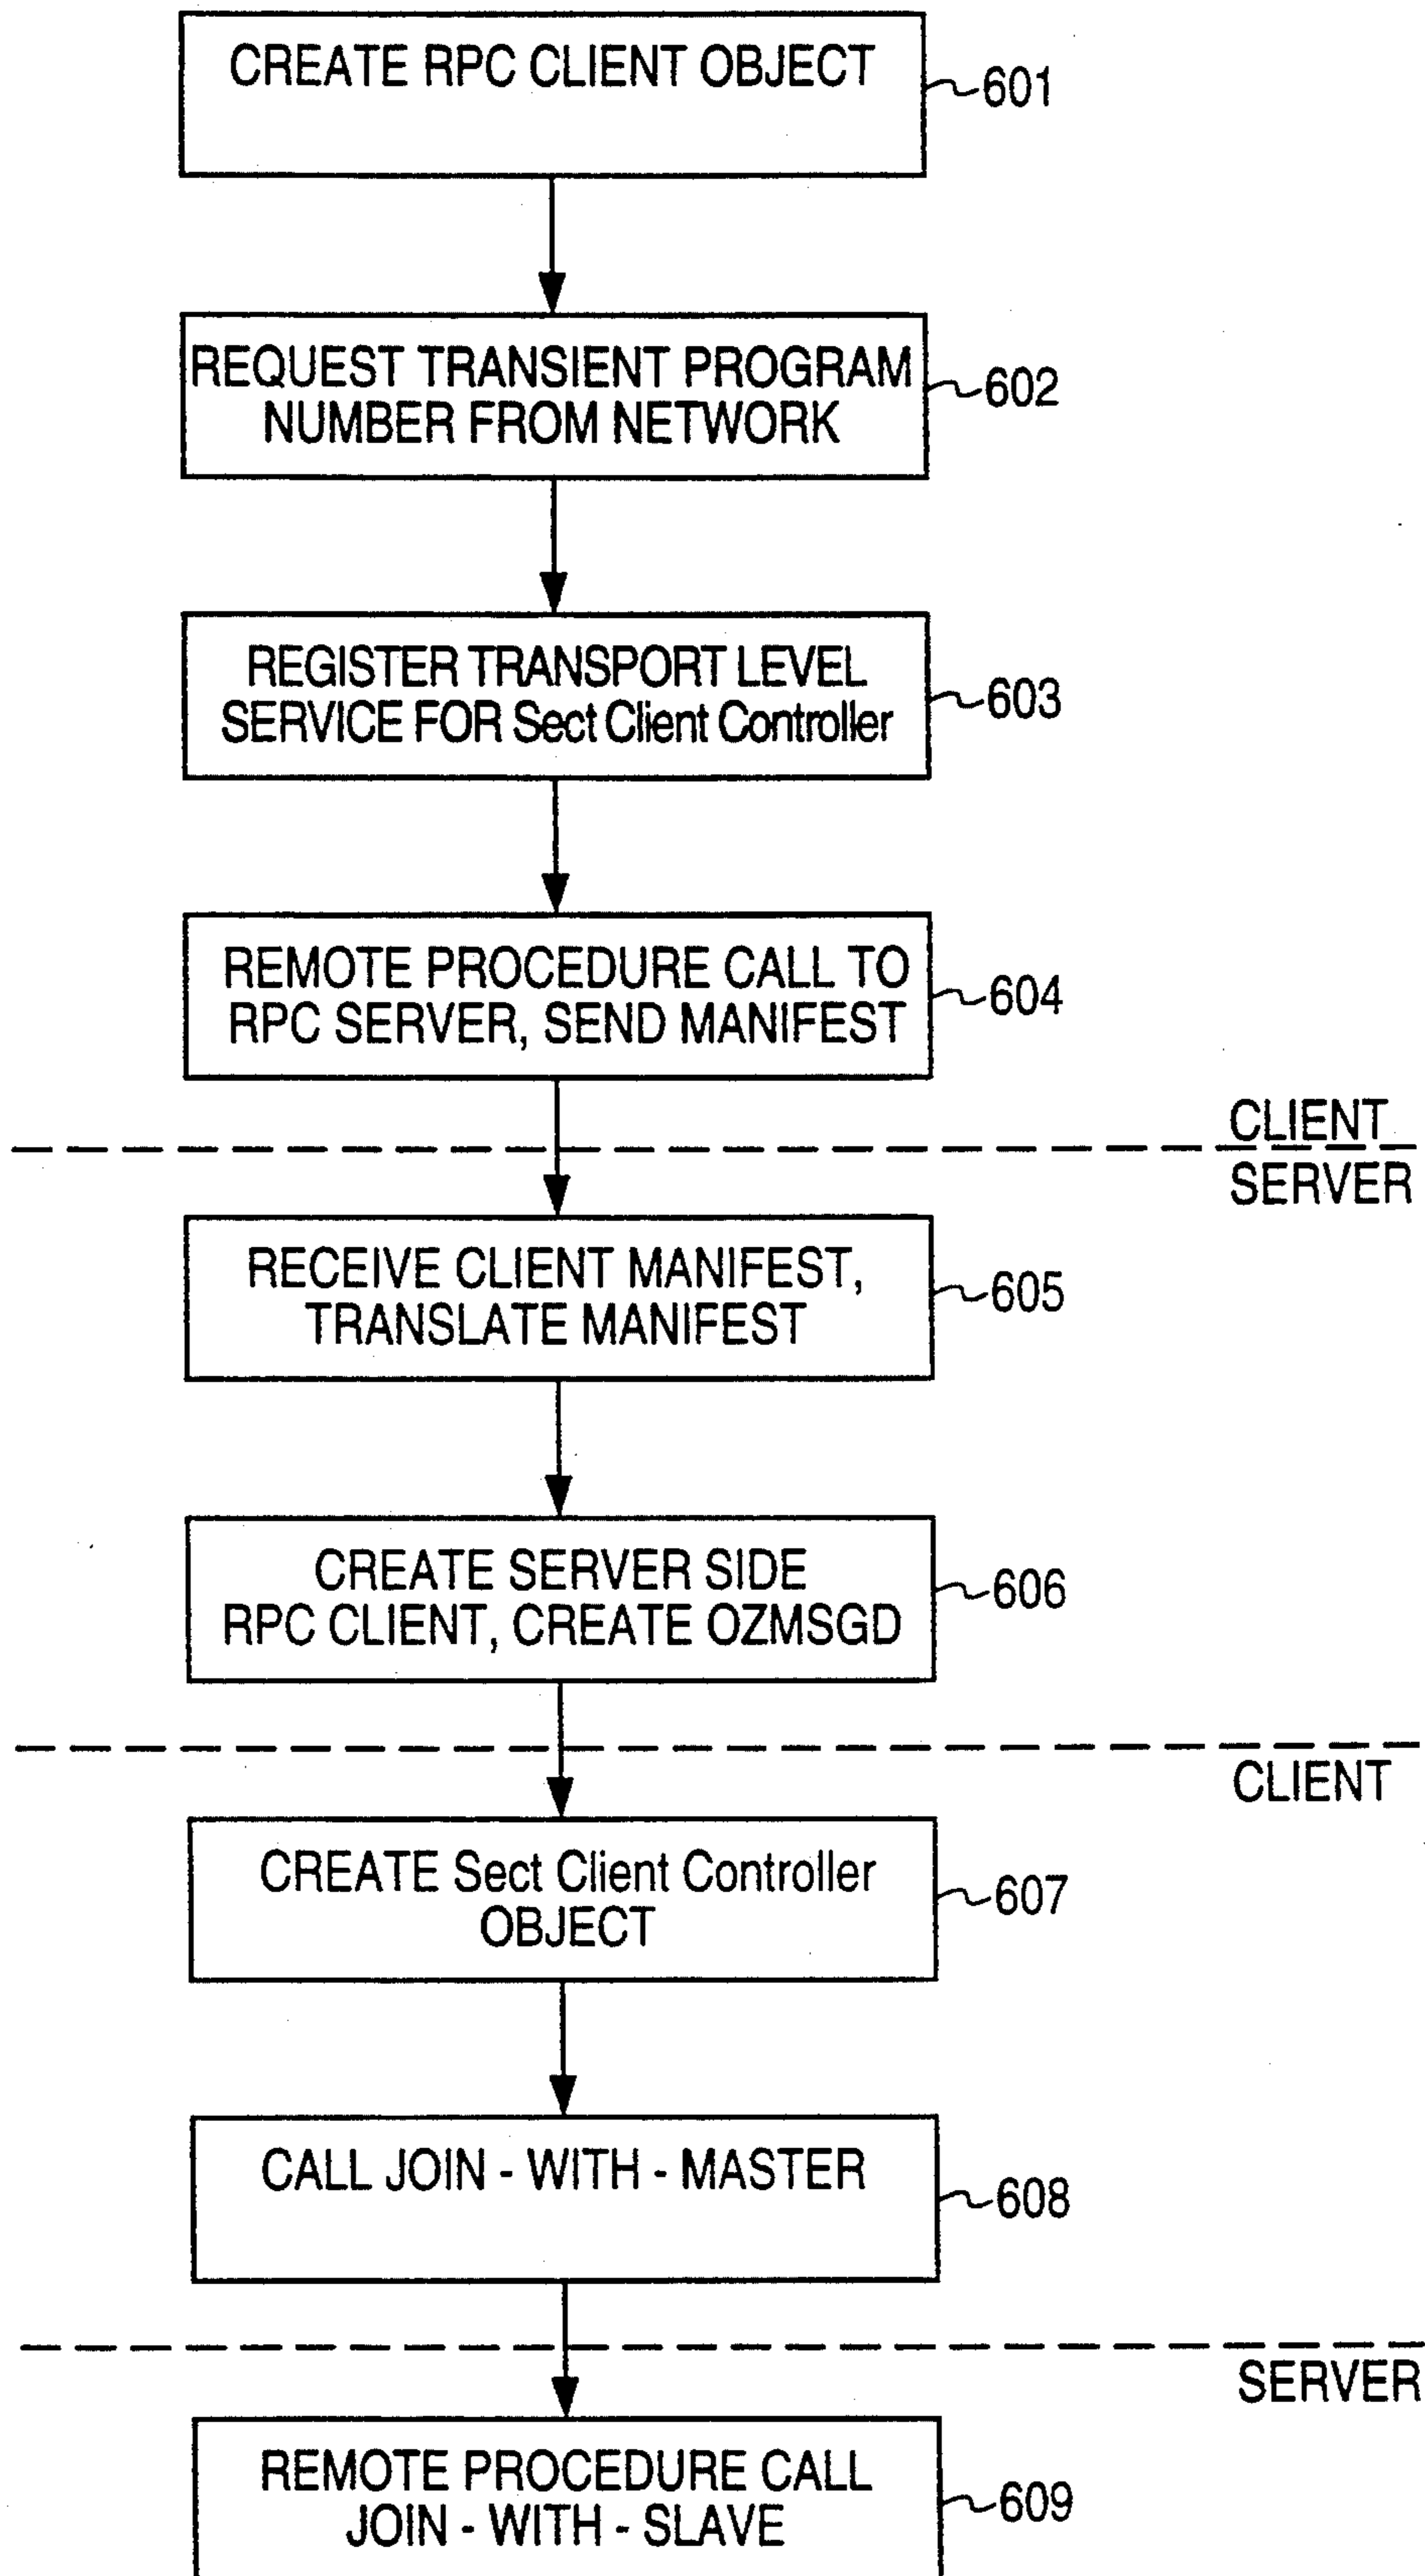 CREATE RPC CLIENT OBJECT
601
REQUEST TRANSIENT PROGRAM
NUMBER FROM NETWORK
602
REGISTER TRANSPORT LEVEL
SERVICE FOR Sect Client Controller
603
REMOTE PROCEDURE CALL TO
RPC SERVER, SEND MANIFEST
604
CLIENT
SERVER
RECEIVE CLIENT MANIFEST,
TRANSLATE MANIFEST
605
CREATE SERVER SIDE
RPC CLIENT, CREATE OZMSGD
606
CLIENT
CREATE Sect Client Controller
OBJECT
607
CALL JOIN - WITH - MASTER
608
SERVER
REMOTE PROCEDURE CALL
JOIN - WITH - SLAVE
609